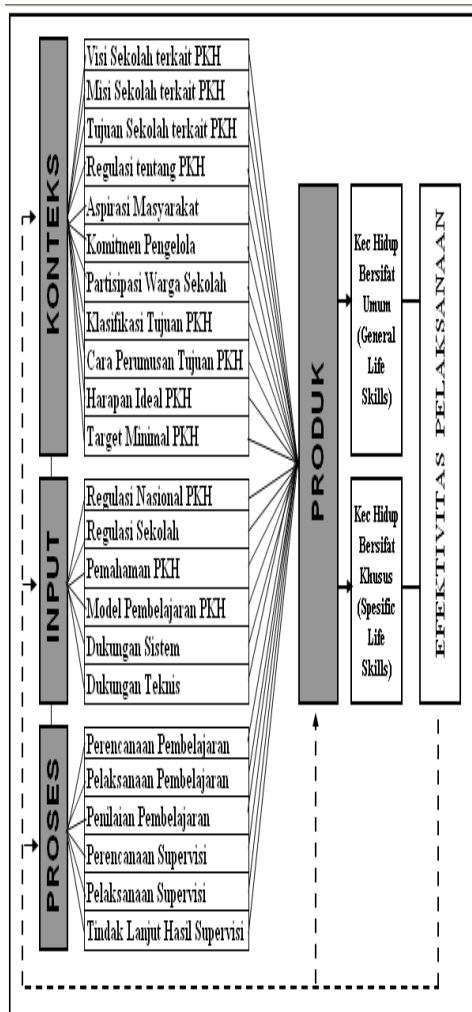 KONTEKS
Visi Sekolah terkait PKH
Misi Sekolah terkait PKH
Tujuan Sekolah terkait PKH
Regulasi tentang PKH
Aspirasi Masyarakat
Komitmen Pengelola
Partisipasi Warga Sekolah
Klasifikasi Tujuan PKH
Cara Perumusan Tujuan PKH
Harapan Ideal PKH
Target Minimal PKH
INPUT
Regulasi Nasional PKH
Regulasi Sekolah
Pemahaman PKH
Model Pembelajaran PKH
Dukungan Sistem
Dukungan Teknis
PROSES
Perencanaan Pembelajaran
Pelaksanaan Pembelajaran
Penilaian Pembelajaran
Perencanaan Supervisi
Pelaksanaan Supervisi
Tindak Lanjut Hasil Supervisi
PRODUK
Kec Hidup
Bersifat
Umum
(General
Life
Skills)
Kec Hidup
Bersifat
Khusus
(Spesific
Life
Skills)
EFEKTIVITAS PELAKSANAAN